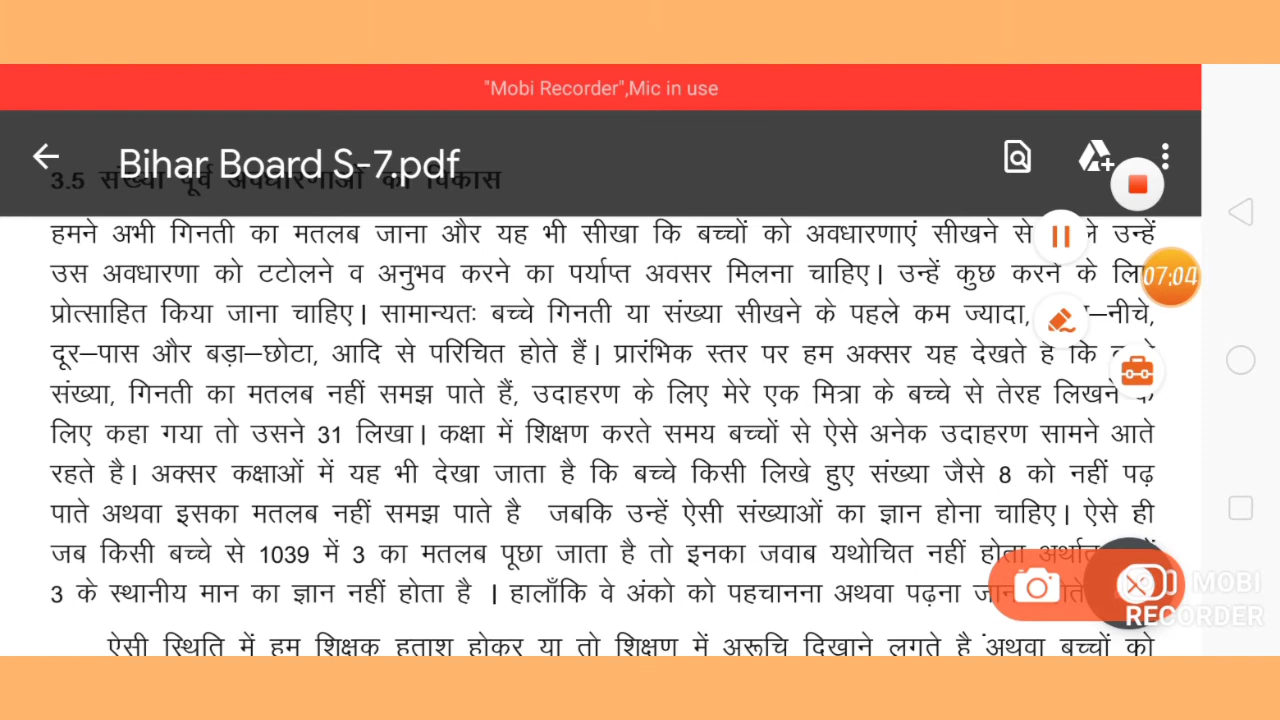 "Mobi Recorder",Mic in use
Bihar Board S-7.pdf
3.5 संख्या पूर्व अवधारणाओं का विकास
हमने अभी गिनती का मतलब जाना और यह भी सीखा कि बच्चों को अवधारणाएं सीखने से उन्हें
उस अवधारणा को टटोलने व अनुभव करने का पर्याप्त अवसर मिलना चाहिए। उन्हें कुछ करने के
07:04
प्रोत्साहित किया जाना चाहिए। सामान्यतः बच्चे गिनती या संख्या सीखने के पहले कम ज्यादा, –नीचे,
दूर–पास और बड़ा–छोटा, आदि से परिचित होते हैं। प्रारंभिक स्तर पर हम अक्सर यह देखते है कि
संख्या, गिनती का मतलब नहीं समझ पाते हैं, उदाहरण के लिए मेरे एक मित्रा के बच्चे से तेरह लिखने के
लिए कहा गया तो उसने 31 लिखा। कक्षा में शिक्षण करते समय बच्चों से ऐसे अनेक उदाहरण सामने आते
रहते है। अक्सर कक्षाओं में यह भी देखा जाता है कि बच्चे किसी लिखे हुए संख्या जैसे 8 को नहीं पढ़
पाते अथवा इसका मतलब नहीं समझ पाते है जबकि उन्हें ऐसी संख्याओं का ज्ञान होना चाहिए। ऐसे ही
जब किसी बच्चे से 1039 में 3 का मतलब पूछा जाता है तो इनका जवाब यथोचित नहीं होता अर्थात
3 के स्थानीय मान का ज्ञान नहीं होता है । हालाँकि वे अंको को पहचानना अथवा पढ़ना
MOBI
RECORDER
ऐसी स्थिति में हम शिक्षक हताश होकर या तो शिक्षण में अरूचि दिखाने लगते है अथवा बच्चों को